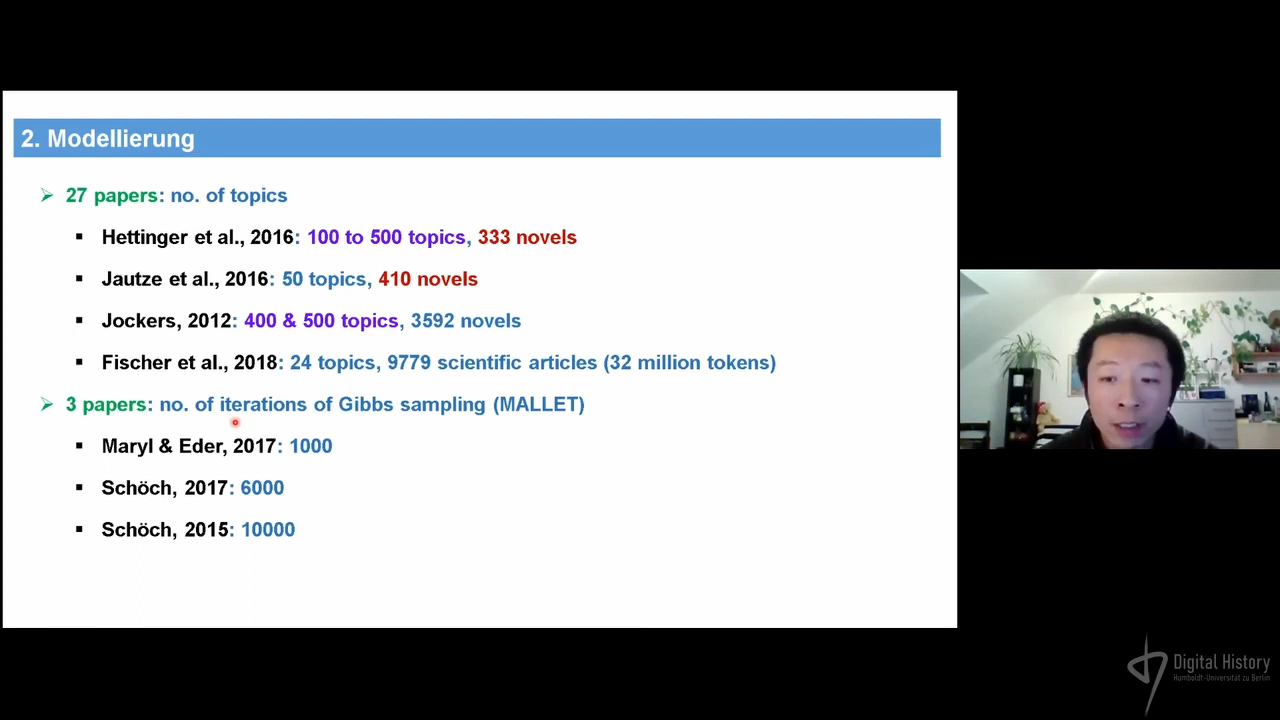 2. Modellierung
➢ 27 papers: no. of topics
▪ Hettinger et al., 2016: 100 to 500 topics, 333 novels
▪ Jautze et al., 2016: 50 topics, 410 novels
▪ Jockers, 2012: 400 & 500 topics, 3592 novels
▪ Fischer et al., 2018: 24 topics, 9779 scientific articles (32 million tokens)
➢ 3 papers: no. of iterations of Gibbs sampling (MALLET)
▪ Maryl & Eder, 2017: 1000
▪ Schöch, 2017: 6000
▪ Schöch, 2015: 10000
Digital History
Humboldt-Universität zu Berlin